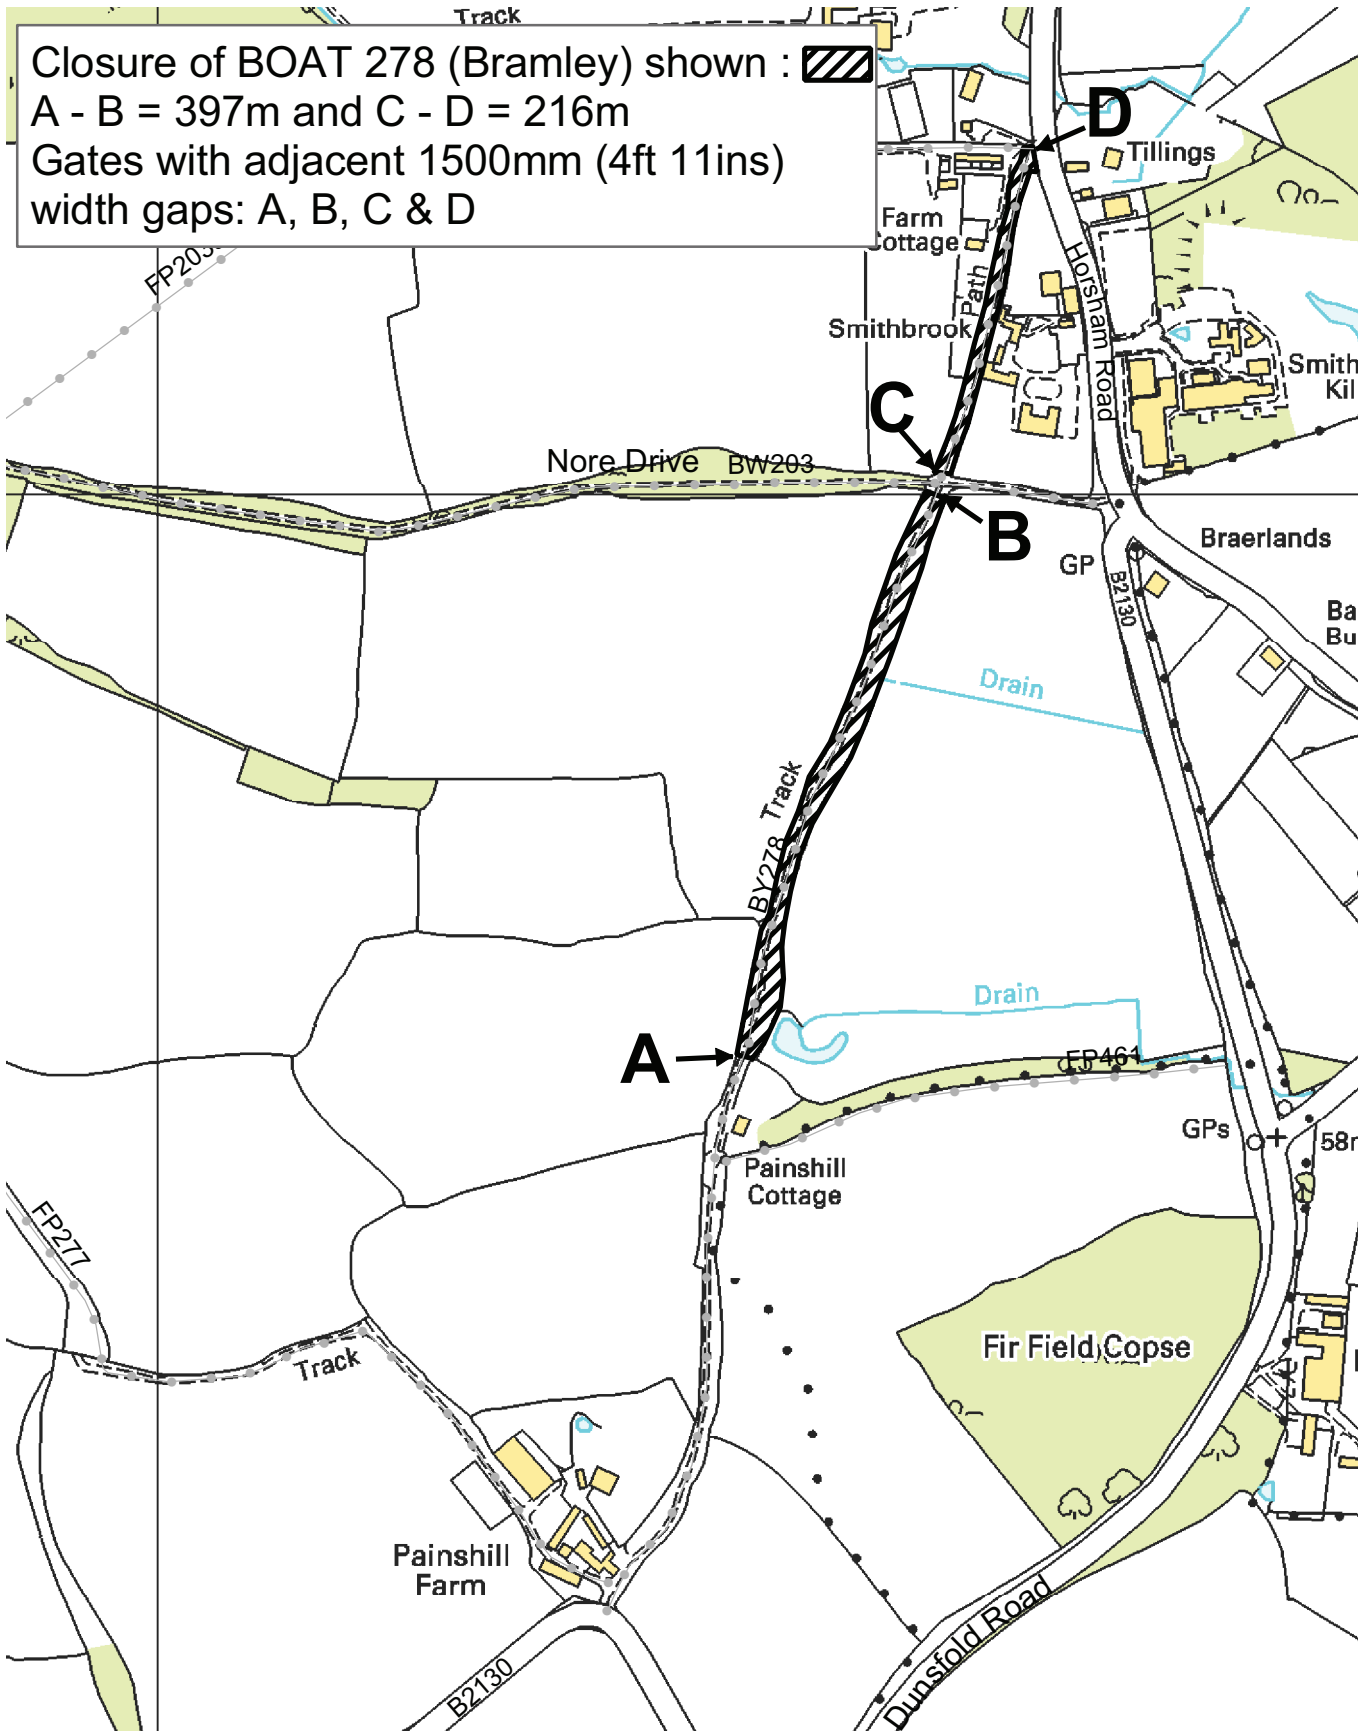 Track
Closure of BOAT 278 (Bramley) shown :
A - B = 397m and C - D = 216m
Gates with adjacent 1500mm (4ft 11ins)
width gaps: A, B, C & D
D
Tillings
Farm
Cottage
Path
Horsham Road
Smithbrook
Smith
Kil
C
Nore Drive
BW203
B
Braerlands
GP
B2130
Ba
Bu
Drain
Track
BY278
Drain
A
FP461
GPs
58m
Painshill
Cottage
FP277
Track
Fir Field Copse
Painshill
Farm
B2130
Dunsfold Road